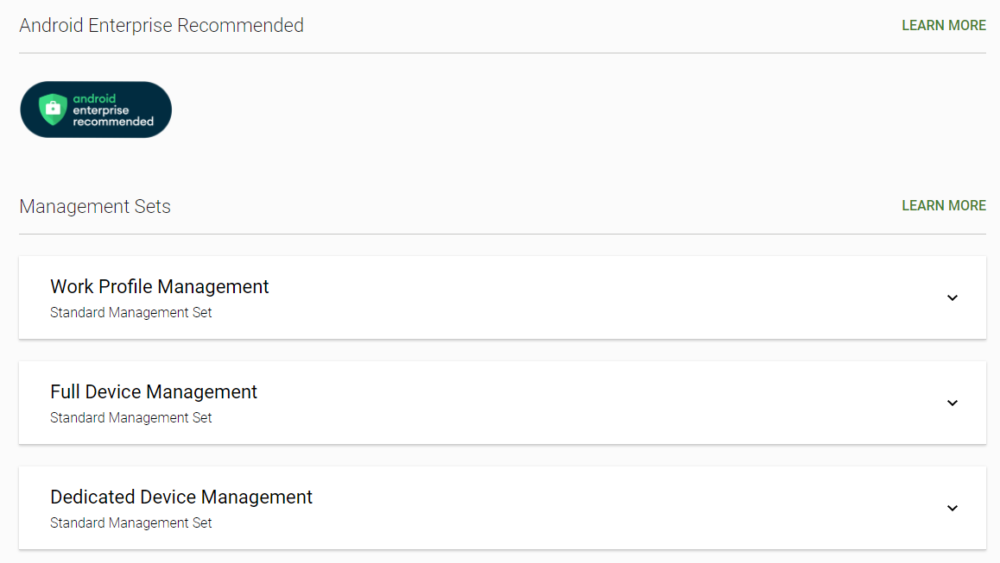 Android Enterprise Recommended
LEARN MORE
android
enterprise
recommended
Management Sets
LEARN MORE
Work Profile Management
Standard Management Set
Full Device Management
Standard Management Set
Dedicated Device Management
Standard Management Set